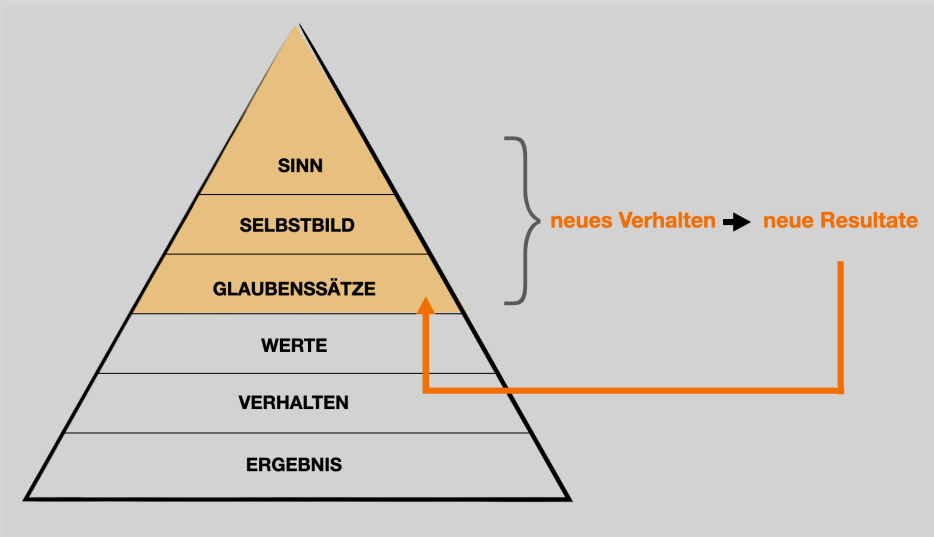 SINN
SELBSTBILD
neues Verhalten
neue Resultate
GLAUBENSSÄTZE
WERTE
VERHALTEN
ERGEBNIS